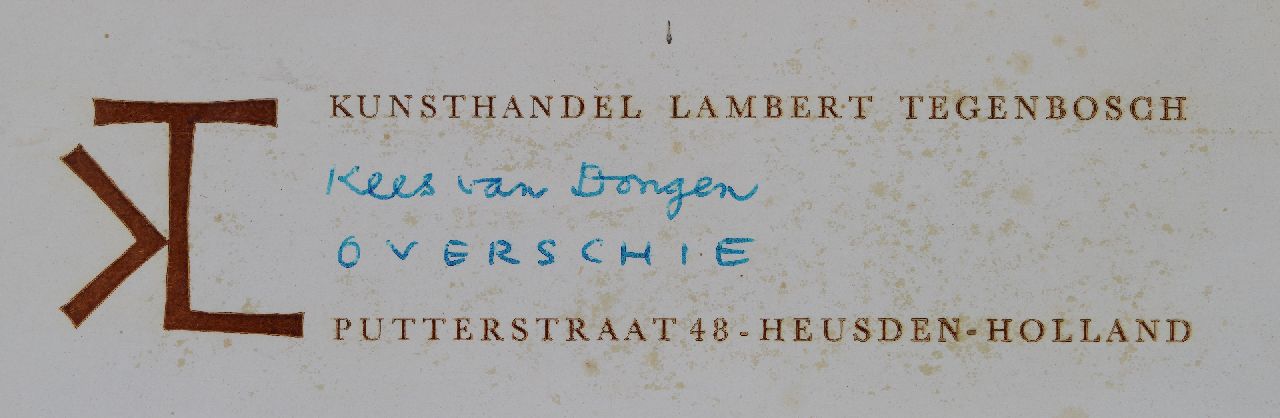 KUNSTHANDEL LAMBERT TEGENBOSCH
Kees van Dongen
OVERSCHIE
PUTTERSTRAAT 48 - HEUSDEN - HOLLAND